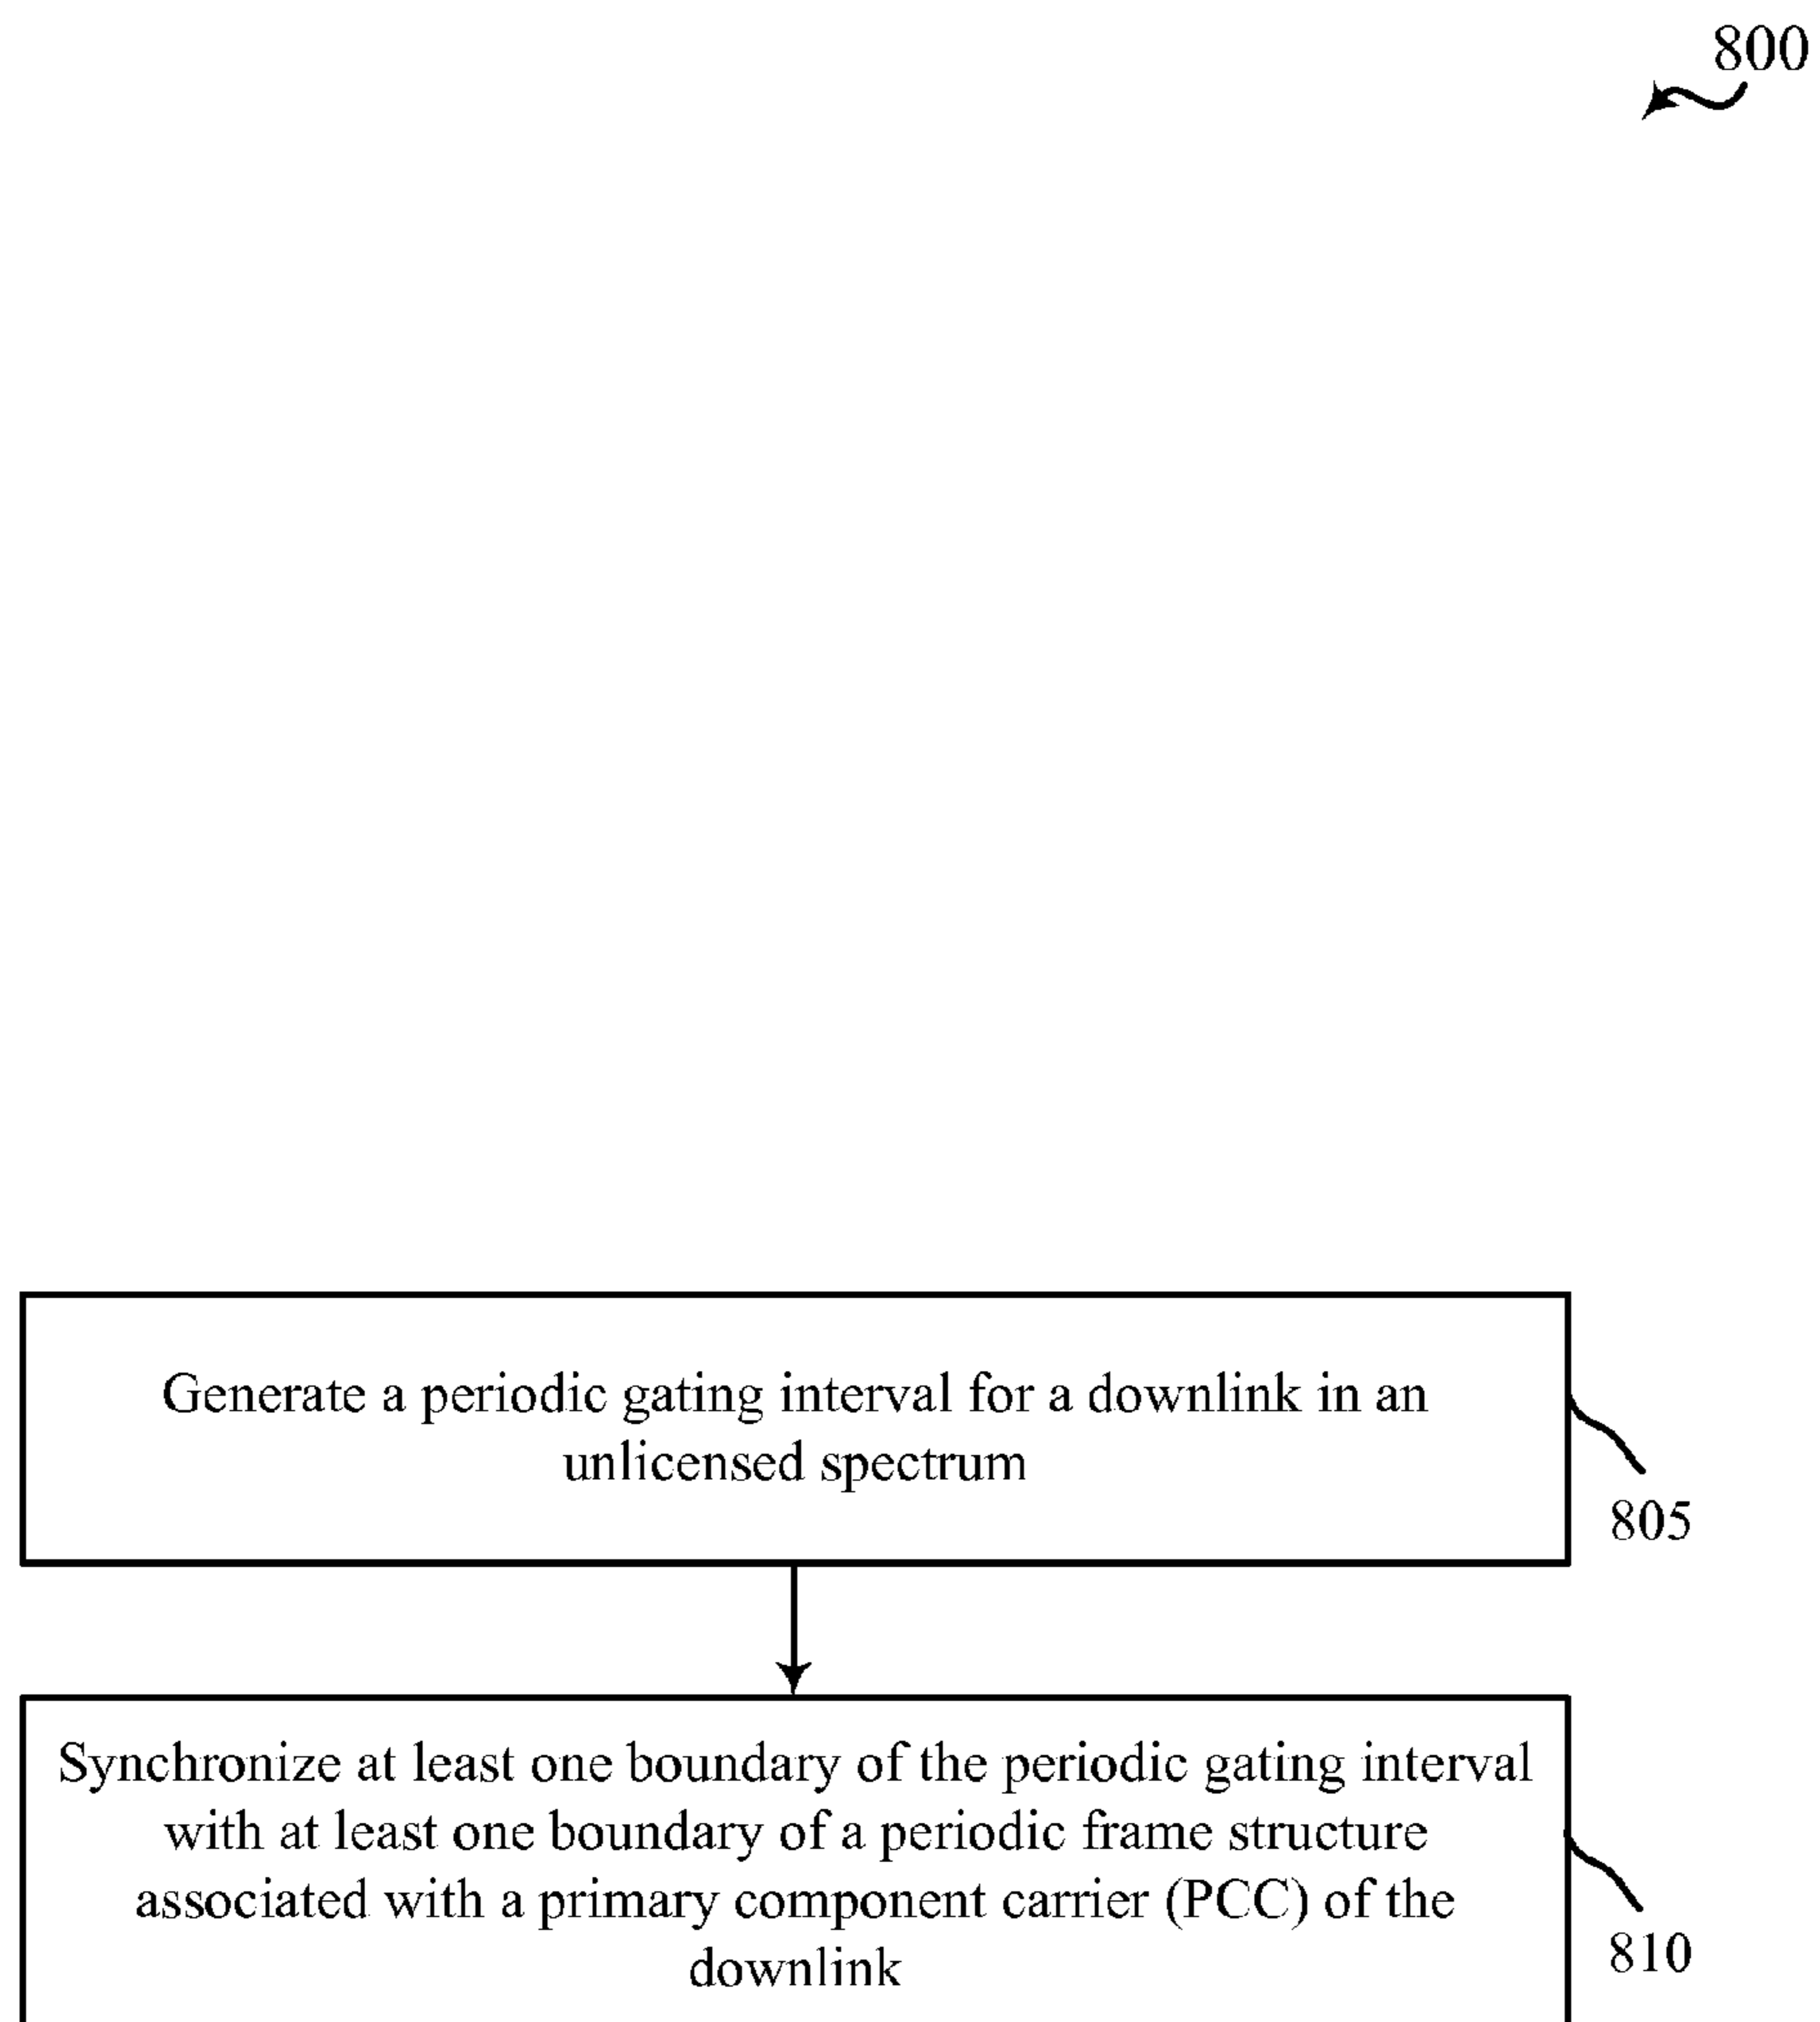 800
Generate a periodic gating interval for a downlink in an
unlicensed spectrum
805
Synchronize at least one boundary of the periodic gating interval
with at least one boundary of a periodic frame structure
associated with a primary component carrier (PCC) of the
downlink
810